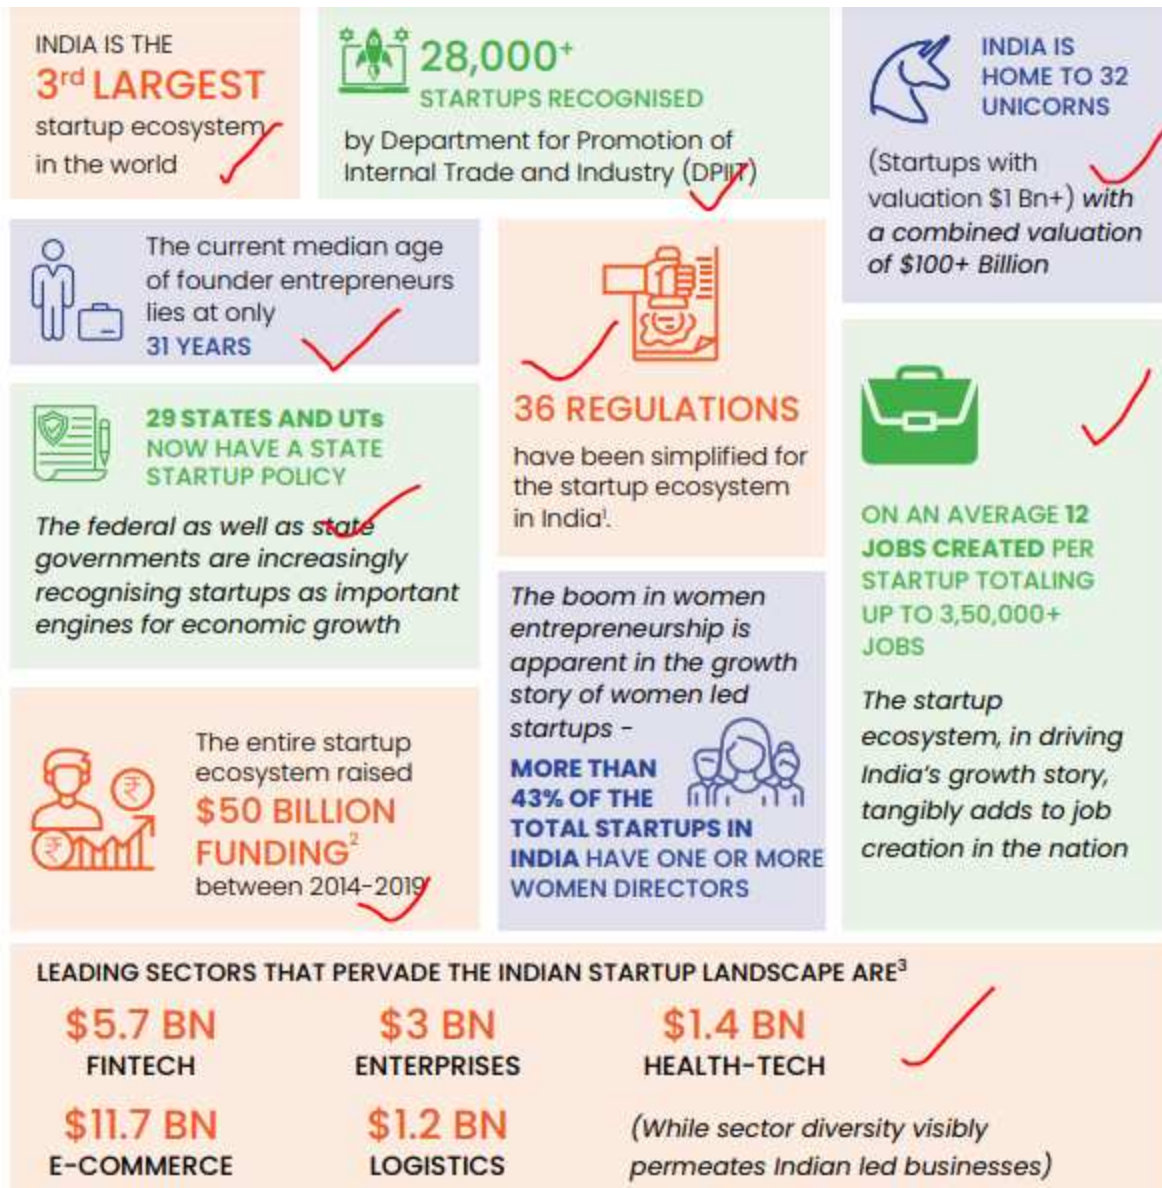 INDIA IS THE
3rd LARGEST
startup ecosystem
in the world
28,000+
STARTUPS RECOGNISED
by Department for Promotion of
Internal Trade and Industry (DPIIT)
INDIA IS
HOME TO 32
UNICORNS
(Startups with
valuation $1 Bn+) with
a combined valuation
of $100+ Billion
The current median age
of founder entrepreneurs
lies at only
31 YEARS
36 REGULATIONS
have been simplified for
the startup ecosystem
in India¹.
29 STATES AND UTs
NOW HAVE A STATE
STARTUP POLICY
The federal as well as state
governments are increasingly
recognising startups as important
engines for economic growth
ON AN AVERAGE 12
JOBS CREATED PER
STARTUP TOTALING
UP TO 3,50,000+
JOBS
The startup
ecosystem, in driving
India's growth story,
tangibly adds to job
creation in the nation
The boom in women
entrepreneurship is
apparent in the growth
story of women led
startups -
MORE THAN
43% OF THE
TOTAL STARTUPS IN
INDIA HAVE ONE OR MORE
WOMEN DIRECTORS
₹
₹
The entire startup
ecosystem raised
$50 BILLION
FUNDING²
between 2014-2019
LEADING SECTORS THAT PERVADE THE INDIAN STARTUP LANDSCAPE ARE³
$5.7 BN
FINTECH
$3 BN
ENTERPRISES
$1.4 BN
HEALTH-TECH
$11.7 BN
E-COMMERCE
$1.2 BN
LOGISTICS
(While sector diversity visibly
permeates Indian led businesses)